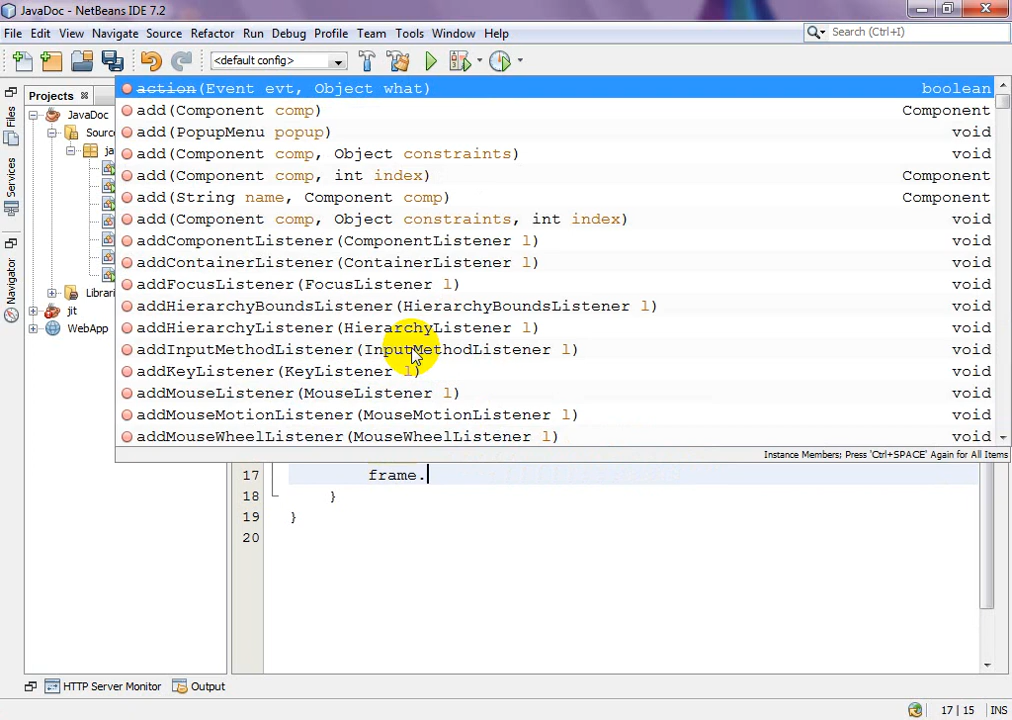 JavaDoc - NetBeans IDE 7.2
File Edit View Navigate Source Refactor Run Debug Profile Team Tools Window Help
Search (Ctrl+I)
<default config>
Projects
Files
Services
Navigator
JavaDoc
Sourc
ja
Librari
jit
WebApp
action(Event evt, Object what) boolean
add(Component comp) Component
add(PopupMenu popup) void
add(Component comp, Object constraints) void
add(Component comp, int index) Component
add(String name, Component comp) Component
add(Component comp, Object constraints, int index) void
addComponentListener(ComponentListener l) void
addContainerListener(ContainerListener l) void
addFocusListener(FocusListener l) void
addHierarchyBoundsListener(HierarchyBoundsListener l) void
addHierarchyListener(HierarchyListener l) void
addInputMethodListener(InputMethodListener l) void
addKeyListener(KeyListener l) void
addMouseListener(MouseListener l) void
addMouseMotionListener(MouseMotionListener l) void
addMouseWheelListener(MouseWheelListener l) void
Instance Members; Press 'Ctrl+SPACE' Again for All Items
17 frame.
18 }
19 }
20
HTTP Server Monitor Output
17 | 15 INS